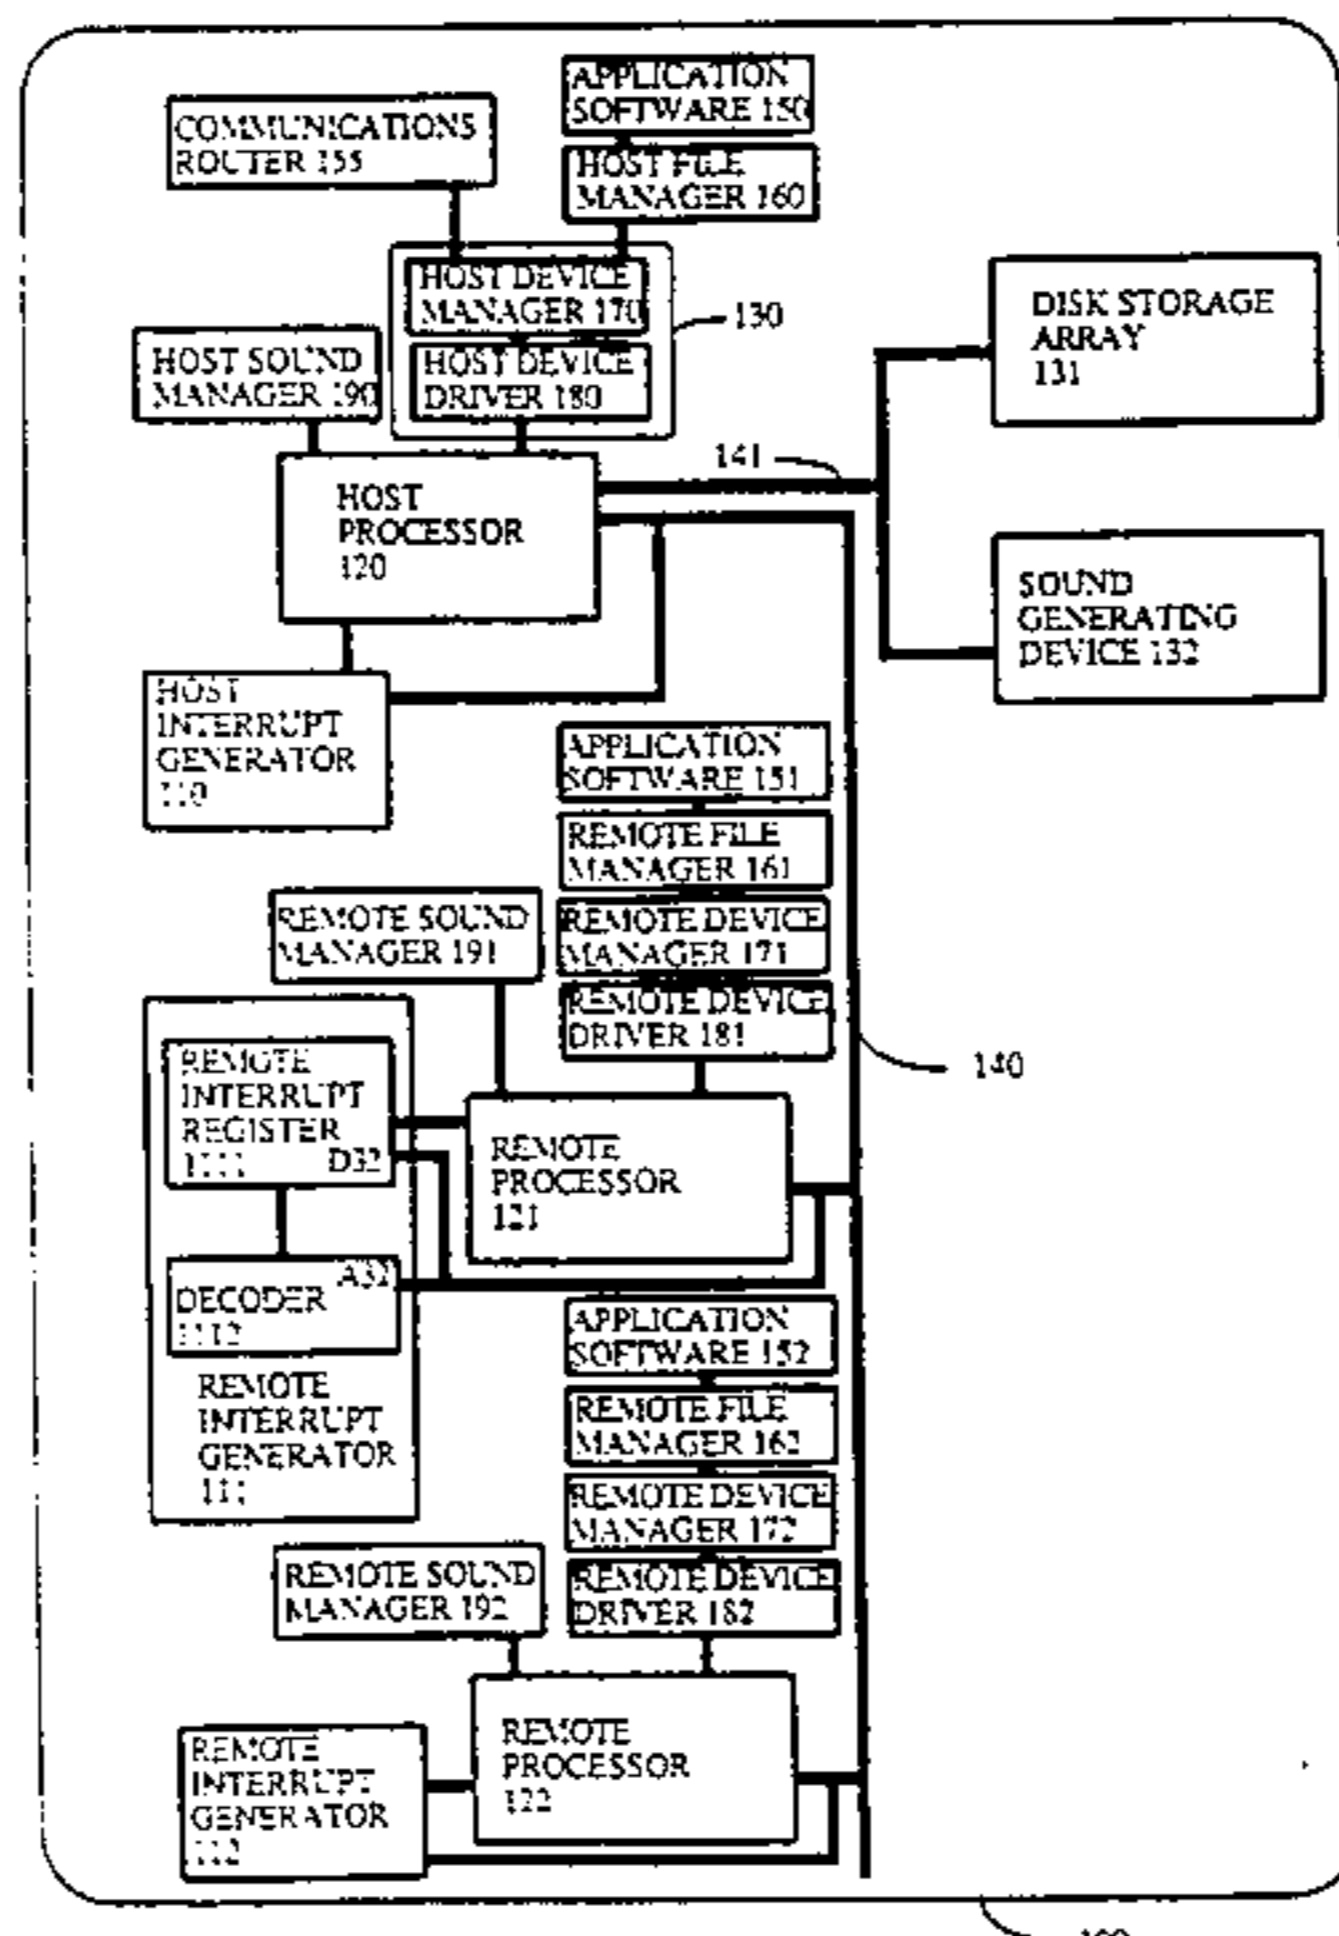 APPLICATION
SOFTWARE 150
COMMUNICATIONS
ROUTER 155
HOST FILE
MANAGER 160
HOST DEVICE
MANAGER 170
130
HOST DEVICE
DRIVER 180
HOST SOUND
MANAGER 190
DISK STORAGE
ARRAY
131
141
HOST
PROCESSOR
120
SOUND
GENERATING
DEVICE 132
HOST
INTERRUPT
GENERATOR
110
APPLICATION
SOFTWARE 151
REMOTE FILE
MANAGER 161
REMOTE SOUND
MANAGER 191
REMOTE DEVICE
MANAGER 171
REMOTE DEVICE
DRIVER 181
140
REMOTE
INTERRUPT
REGISTER
1111
D32
REMOTE
PROCESSOR
121
A32
DECODER
1112
REMOTE
INTERRUPT
GENERATOR
111
APPLICATION
SOFTWARE 152
REMOTE FILE
MANAGER 162
REMOTE DEVICE
MANAGER 172
REMOTE SOUND
MANAGER 192
REMOTE DEVICE
DRIVER 182
REMOTE
PROCESSOR
122
REMOTE
INTERRUPT
GENERATOR
112